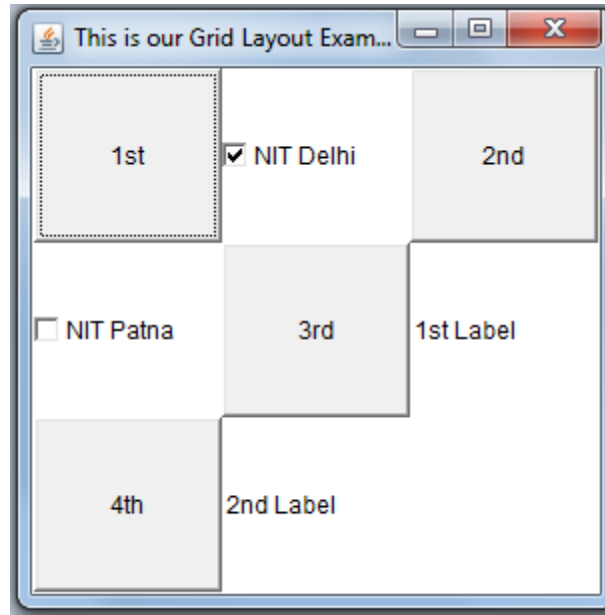 This is our Grid Layout Exam...
1st
NIT Delhi
2nd
NIT Patna
3rd
1st Label
4th
2nd Label